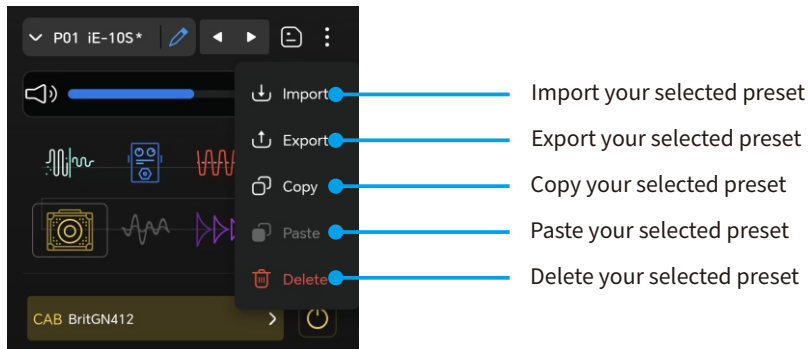 P01 iE-10S*
Import
Import your selected preset
Export
Export your selected preset
Copy
Copy your selected preset
Paste
Paste your selected preset
Delete
Delete your selected preset
CAB BritGN412